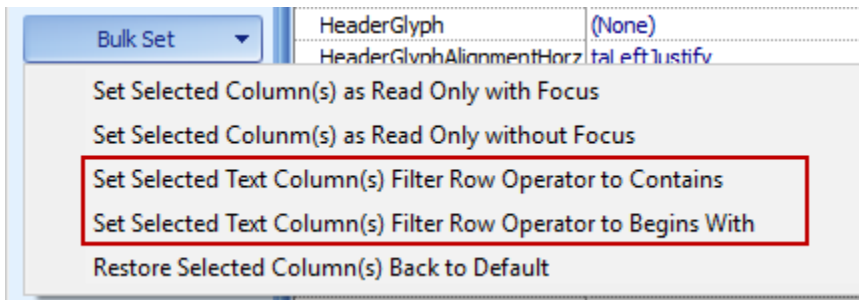 Bulk Set
HeaderGlyph (None)
HeaderGlyphAlignmentHorz taLeftJustify
Set Selected Column(s) as Read Only with Focus
Set Selected Colunm(s) as Read Only without Focus
Set Selected Text Column(s) Filter Row Operator to Contains
Set Selected Text Column(s) Filter Row Operator to Begins With
Restore Selected Column(s) Back to Default